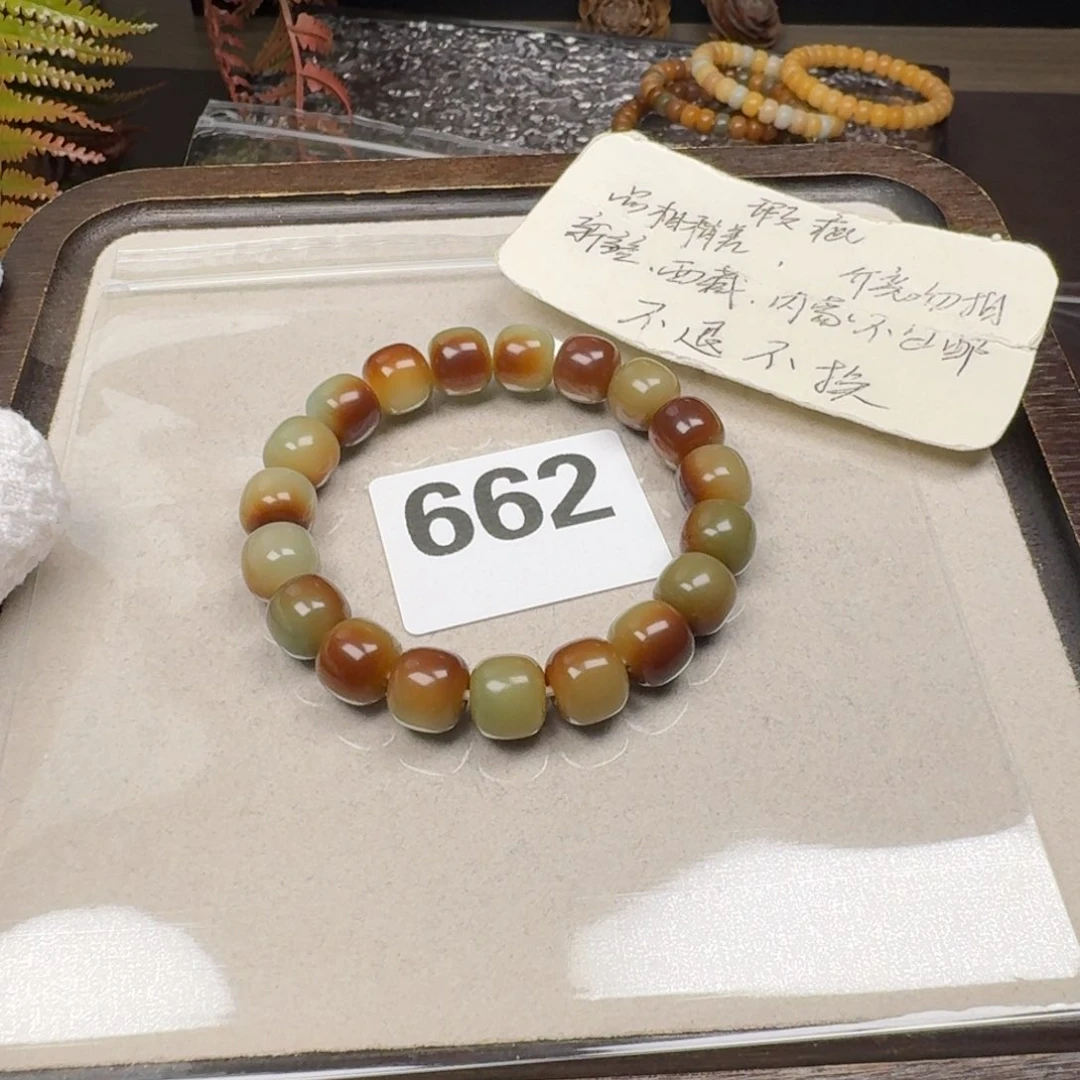 品相稍差, 瑕疵
介意勿拍
新疆、西藏、内蒙、不包邮
不退不换
662